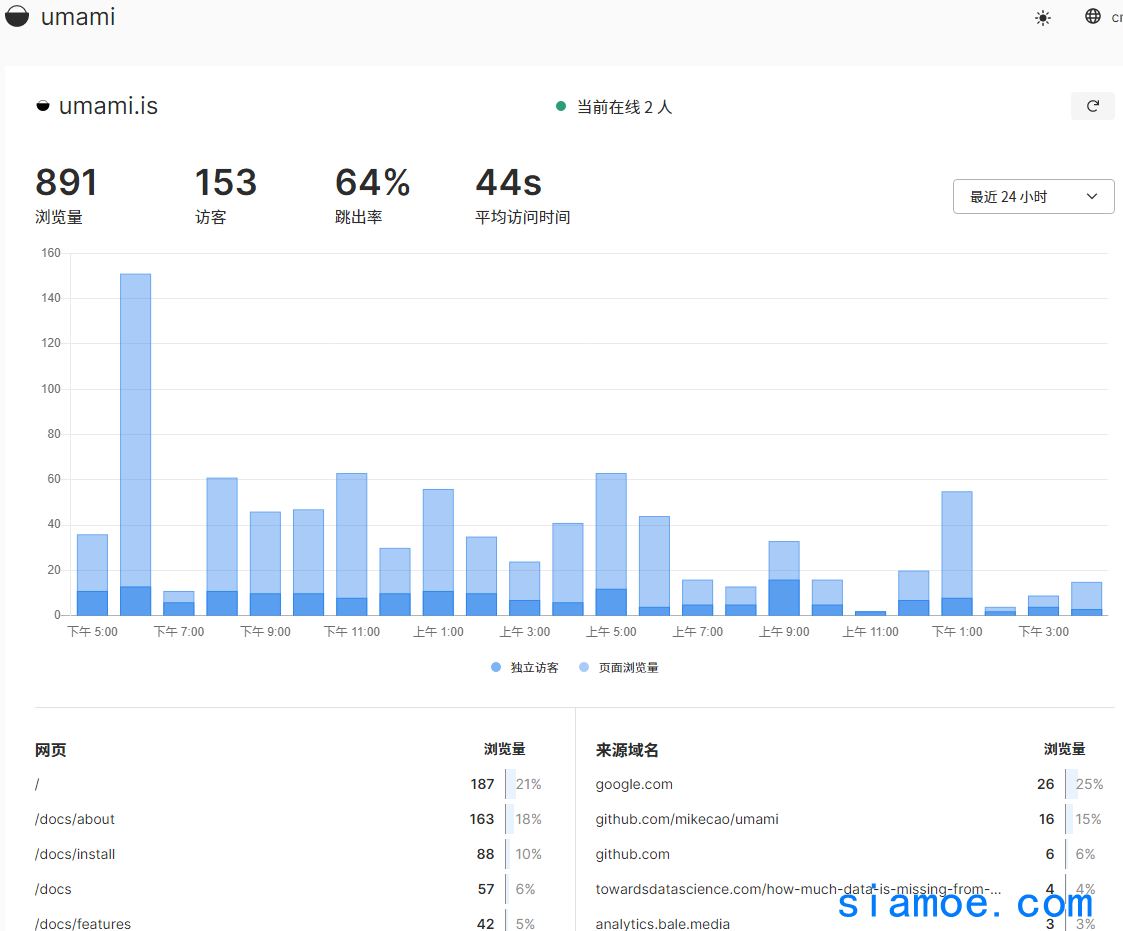 umami
cr
umami.is
当前在线 2 人
891 153 64% 44s
浏览量 访客 跳出率 平均访问时间
最近 24 小时
160
140
120
100
80
60
40
20
0
下午 5:00 下午 7:00 下午 9:00 下午 11:00 上午 1:00 上午 3:00 上午 5:00 上午 7:00 上午 9:00 上午 11:00 下午 1:00 下午 3:00
独立访客 页面浏览量
网页 浏览量
/ 187 21%
/docs/about 163 18%
/docs/install 88 10%
/docs 57 6%
/docs/features 42 5%
来源域名 浏览量
google.com 26 25%
github.com/mikecao/umami 16 15%
github.com 6 6%
towardsdatascience.com/how-much-data-is-missing-from-... 4 4%
analytics.bale.media 3 3%
siamoe.com